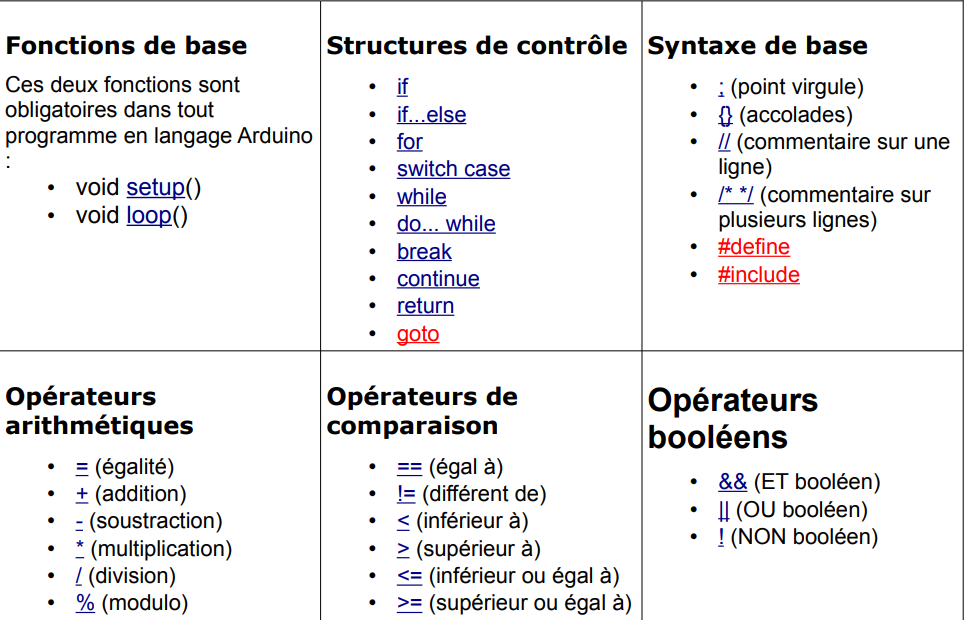 Fonctions de base
Ces deux fonctions sont
obligatoires dans tout
programme en langage Arduino
:
• void setup()
• void loop()
Structures de contrôle
• if
• if...else
• for
• switch case
• while
• do... while
• break
• continue
• return
• goto
Syntaxe de base
• ; (point virgule)
• {} (accolades)
• // (commentaire sur une
ligne)
• /* */ (commentaire sur
plusieurs lignes)
• #define
• #include
Opérateurs
arithmétiques
• = (égalité)
• + (addition)
• - (soustraction)
• * (multiplication)
• / (division)
• % (modulo)
Opérateurs de
comparaison
• == (égal à)
• != (différent de)
• < (inférieur à)
• > (supérieur à)
• <= (inférieur ou égal à)
• >= (supérieur ou égal à)
Opérateurs
booléens
• && (ET booléen)
• || (OU booléen)
• ! (NON booléen)